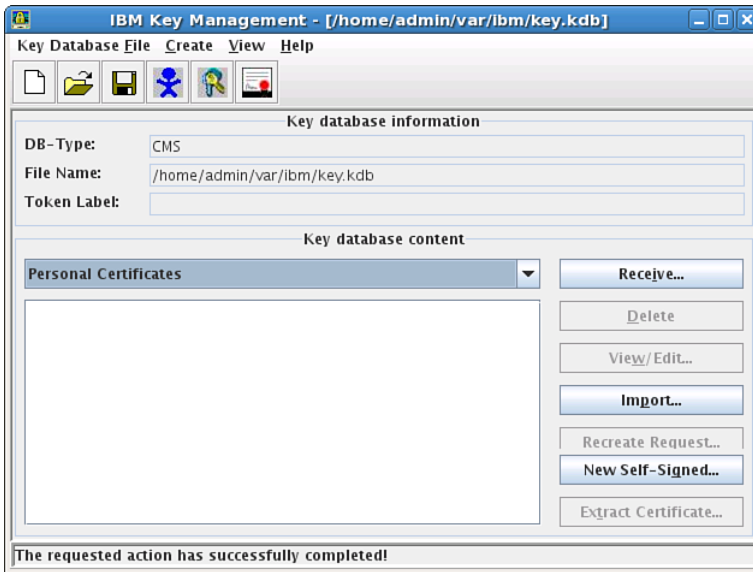 IBM Key Management - [/home/admin/var/ibm/key.kdb]
Key Database File Create View Help
Key database information
DB-Type: CMS
File Name: /home/admin/var/ibm/key.kdb
Token Label:
Key database content
Personal Certificates
Receive...
Delete
View/Edit...
Import...
Recreate Request...
New Self-Signed...
Extract Certificate...
The requested action has successfully completed!